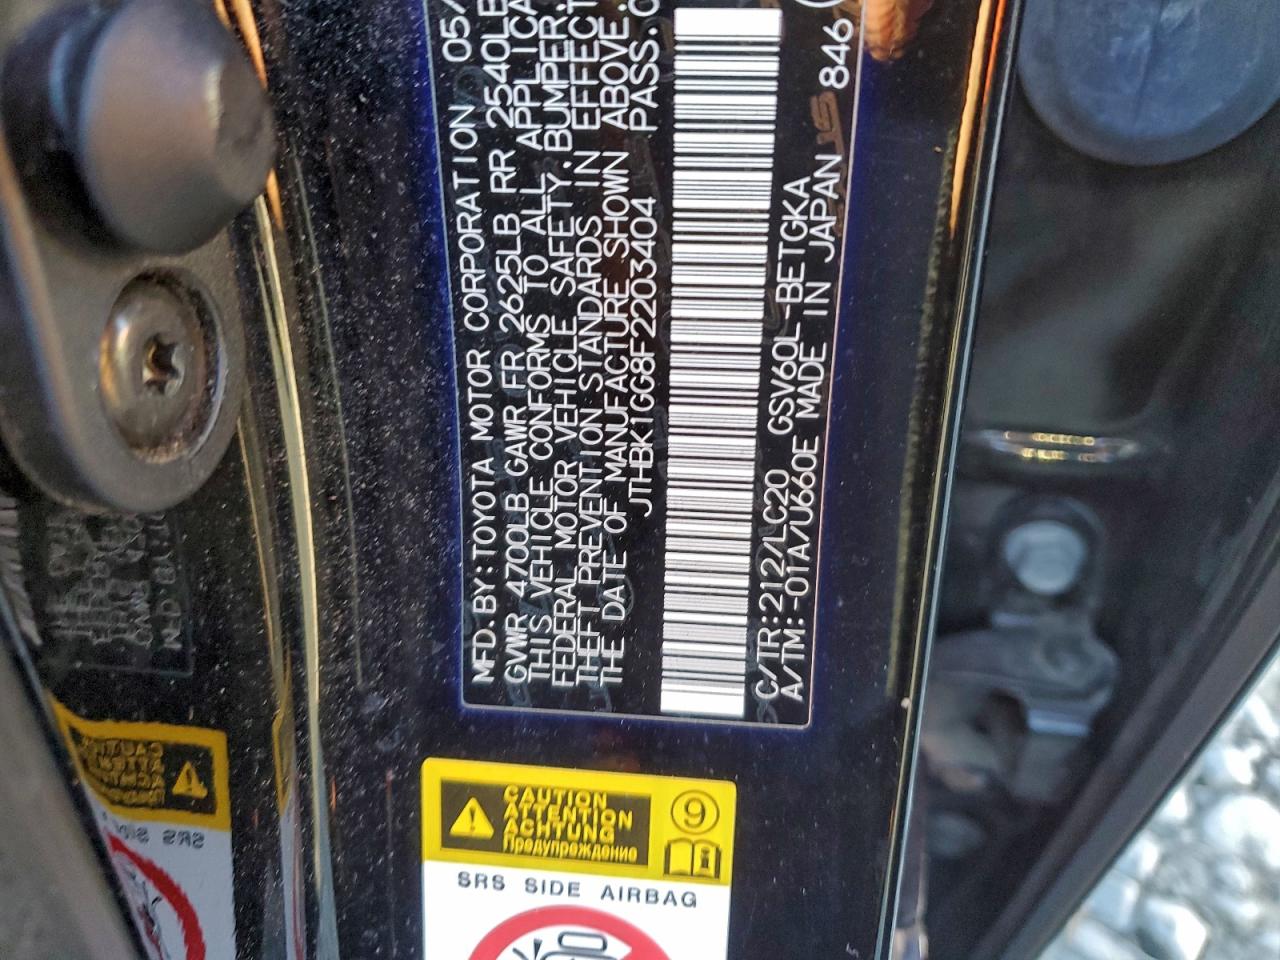 MFD.BY:TOYOTA MOTOR CORPORATION 05/
GVWR 4700LB GAWR FR 2625LB RR 2540LB
THIS VEHICLE CONFORMS TO ALL
FEDERAL MOTOR VEHICLE SAFETY, BUMPER,
THEFT PREVENTION STANDARDS IN
THE DATE OF MANUFACTURE SHOWN ABOVE.
JTHBK1GG8F2203404 PASS.
C/TR:212/LC20 GSV60L-BETGKA
A/TM:-01A/U660E MADE IN JAPAN 846
CAUTION
ATTENTION
ACHTUNG
Предупреждение
9
SRS SIDE AIRBAG